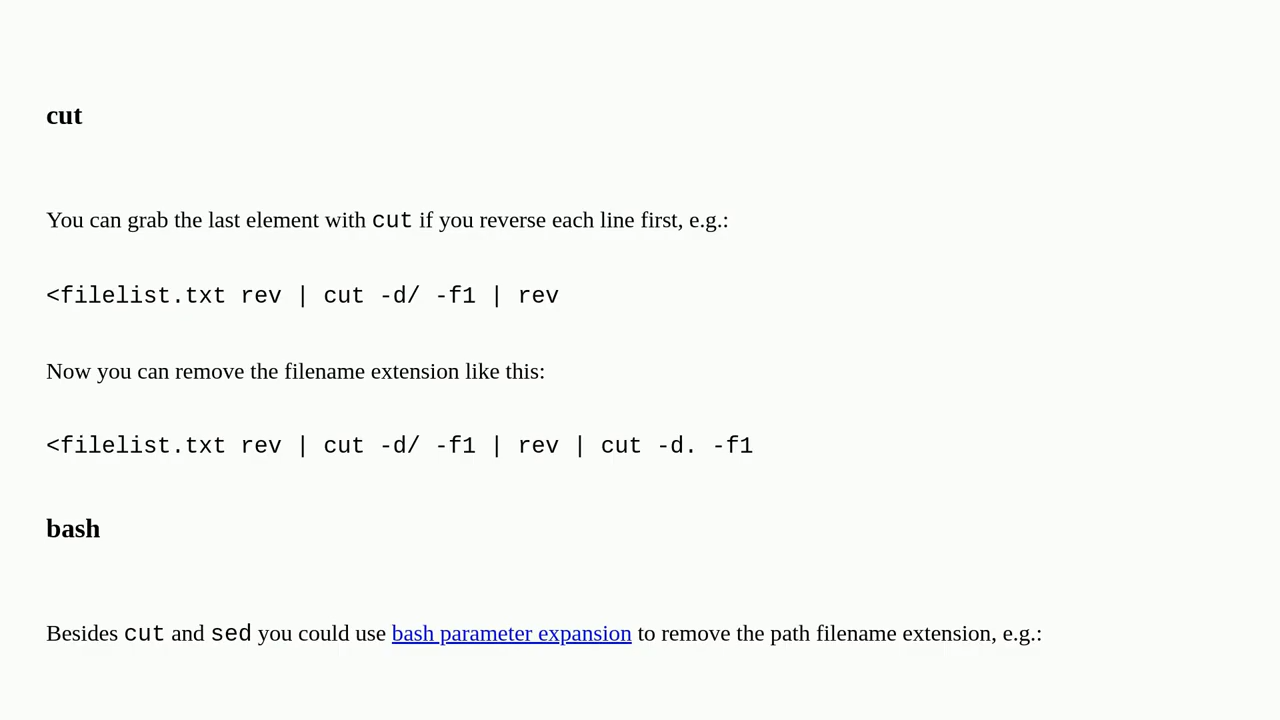 cut
You can grab the last element with cut if you reverse each line first, e.g.:
<filelist.txt rev | cut -d/ -f1 | rev
Now you can remove the filename extension like this:
<filelist.txt rev | cut -d/ -f1 | rev | cut -d. -f1
bash
Besides cut and sed you could use bash parameter expansion to remove the path filename extension, e.g.: